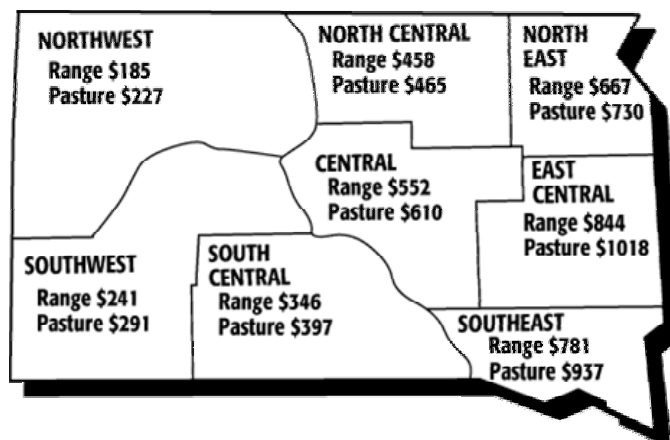 NORTHWEST
Range $185
Pasture $227
NORTH CENTRAL
Range $458
Pasture $465
NORTH
EAST
Range $667
Pasture $730
CENTRAL
Range $552
Pasture $610
EAST
CENTRAL
Range $844
Pasture $1018
SOUTHWEST
Range $241
Pasture $291
SOUTH
CENTRAL
Range $346
Pasture $397
SOUTHEAST
Range $781
Pasture $937